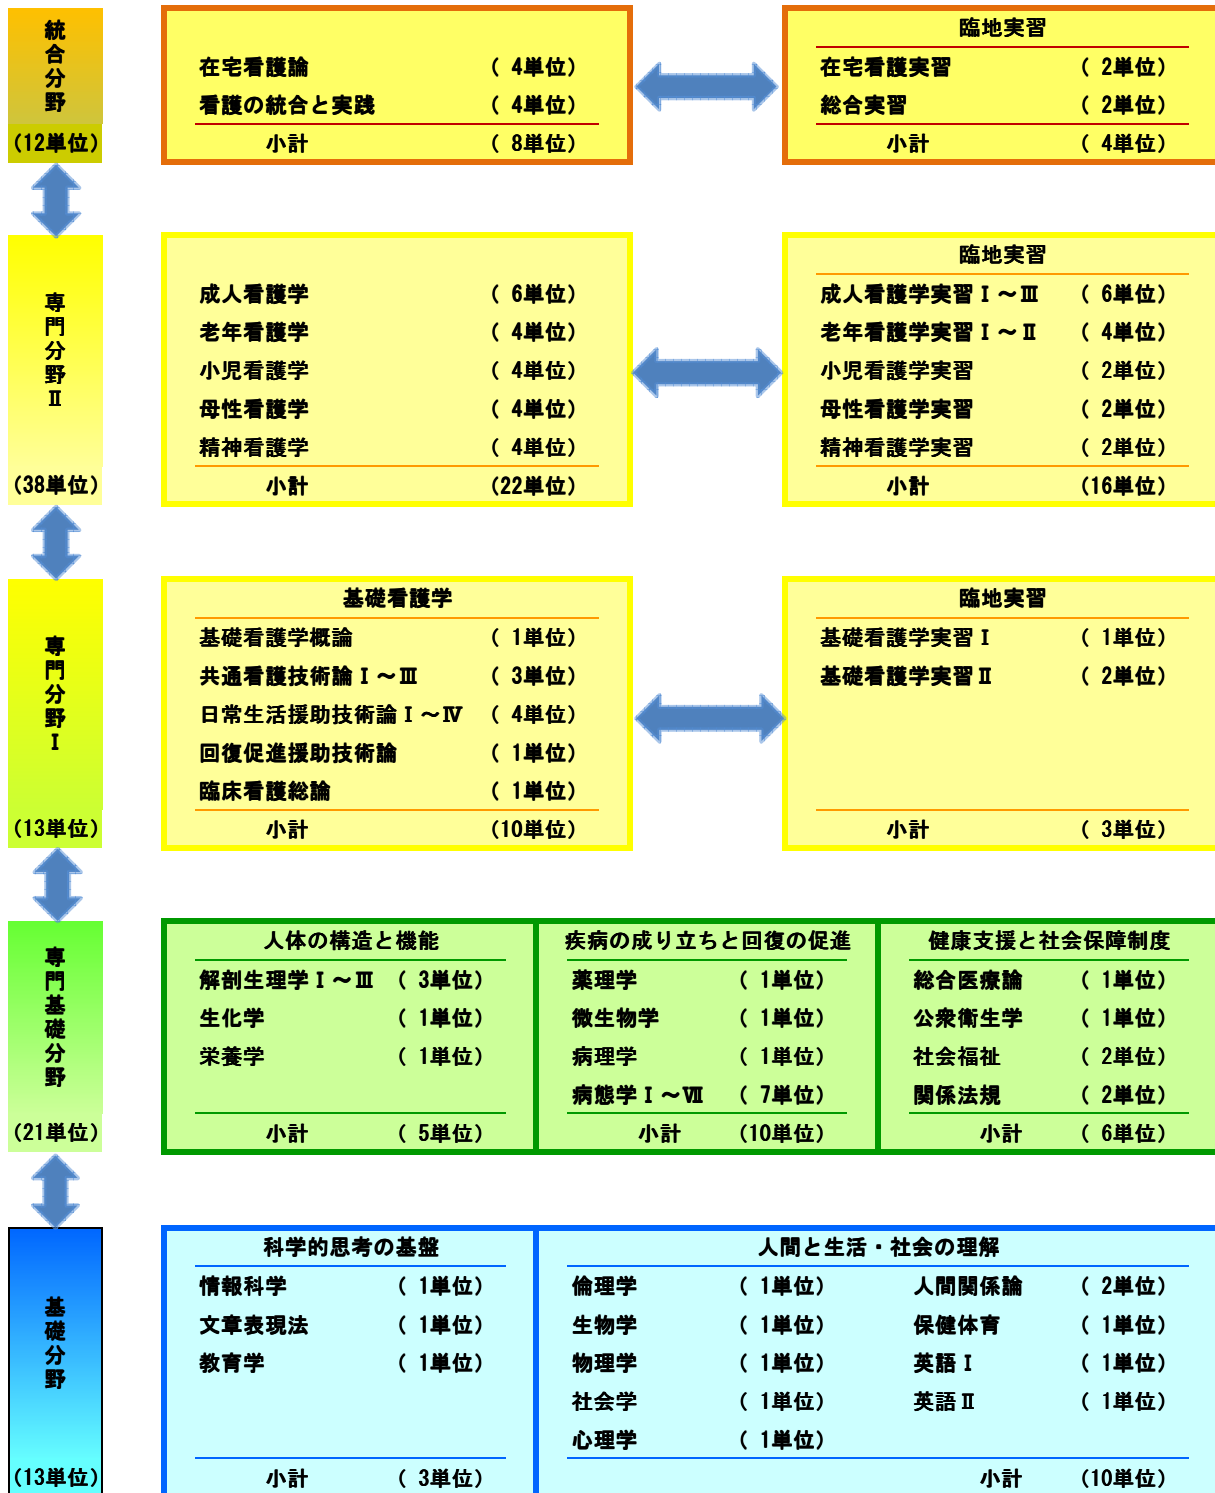 統合分野
(12単位)
在宅看護論 ( 4単位)
看護の統合と実践 ( 4単位)
小計 ( 8単位)
臨地実習
在宅看護実習 ( 2単位)
総合実習 ( 2単位)
小計 ( 4単位)
専門分野Ⅱ
(38単位)
成人看護学 ( 6単位)
老年看護学 ( 4単位)
小児看護学 ( 4単位)
母性看護学 ( 4単位)
精神看護学 ( 4単位)
小計 (22単位)
臨地実習
成人看護学実習Ⅰ～Ⅲ ( 6単位)
老年看護学実習Ⅰ～Ⅱ ( 4単位)
小児看護学実習 ( 2単位)
母性看護学実習 ( 2単位)
精神看護学実習 ( 2単位)
小計 (16単位)
専門分野Ⅰ
(13単位)
基礎看護学
基礎看護学概論 ( 1単位)
共通看護技術論Ⅰ～Ⅲ ( 3単位)
日常生活援助技術論Ⅰ～Ⅳ ( 4単位)
回復促進援助技術論 ( 1単位)
臨床看護総論 ( 1単位)
小計 (10単位)
臨地実習
基礎看護学実習Ⅰ ( 1単位)
基礎看護学実習Ⅱ ( 2単位)
小計 ( 3単位)
専門基礎分野
(21単位)
人体の構造と機能
解剖生理学Ⅰ～Ⅲ ( 3単位)
生化学 ( 1単位)
栄養学 ( 1単位)
小計 ( 5単位)
疾病の成り立ちと回復の促進
薬理学 ( 1単位)
微生物学 ( 1単位)
病理学 ( 1単位)
病態学Ⅰ～Ⅶ ( 7単位)
小計 (10単位)
健康支援と社会保障制度
総合医療論 ( 1単位)
公衆衛生学 ( 1単位)
社会福祉 ( 2単位)
関係法規 ( 2単位)
小計 ( 6単位)
基礎分野
(13単位)
科学的思考の基盤
情報科学 ( 1単位)
文章表現法 ( 1単位)
教育学 ( 1単位)
小計 ( 3単位)
人間と生活・社会の理解
倫理学 ( 1単位) 人間関係論 ( 2単位)
生物学 ( 1単位) 保健体育 ( 1単位)
物理学 ( 1単位) 英語Ⅰ ( 1単位)
社会学 ( 1単位) 英語Ⅱ ( 1単位)
心理学 ( 1単位)
小計 (10単位)